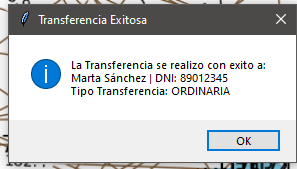 Transferencia Exitosa
La Transferencia se realizo con exito a:
Marta Sánchez | DNI: 89012345
Tipo Transferencia: ORDINARIA
OK